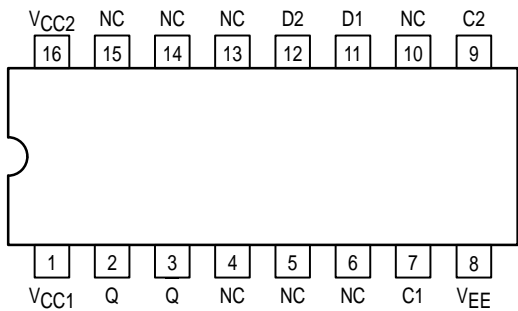 VCC2 NC NC NC D2 D1 NC C2
16 15 14 13 12 11 10 9
1 2 3 4 5 6 7 8
VCC1 Q Q NC NC NC C1 VEE